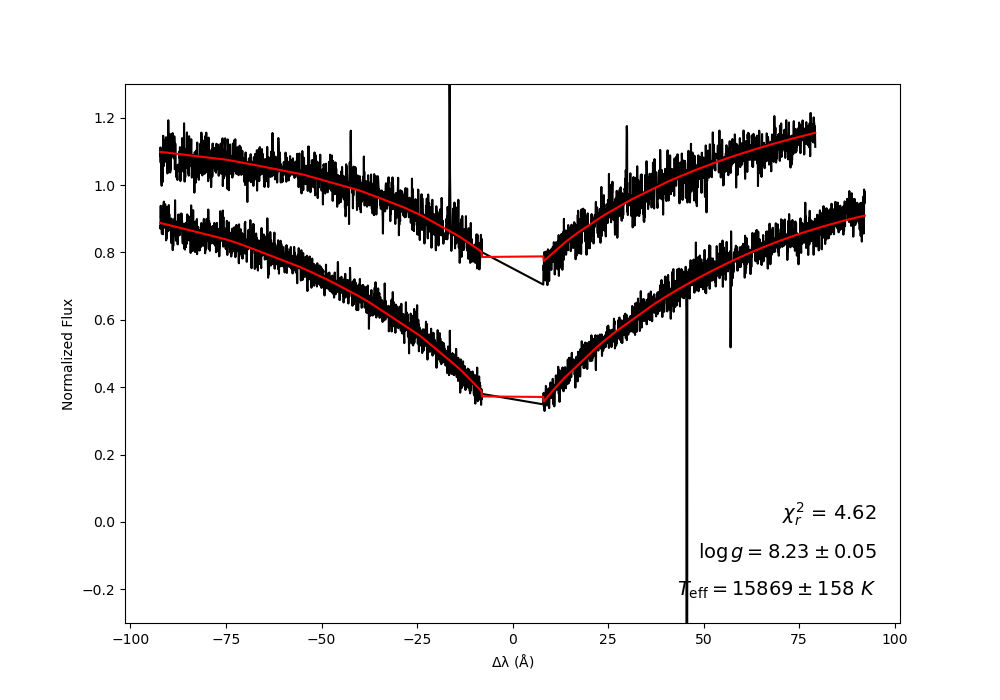 1.2
1.0
0.8
0.6
0.4
0.2
0.0
−0.2
Normalized Flux
χ²ᵣ = 4.62
log g = 8.23 ± 0.05
T_eff = 15869 ± 158 K
−100 −75 −50 −25 0 25 50 75 100
Δλ (Å)